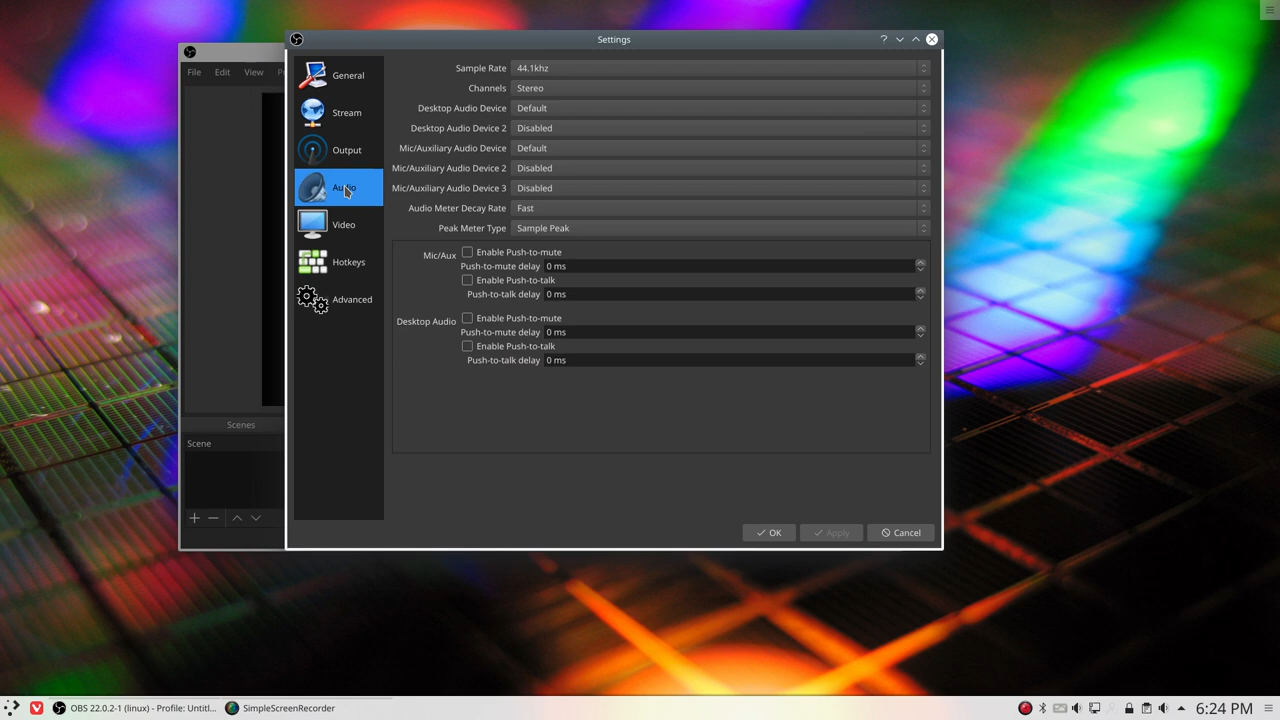 Settings
?
File Edit View
General
Stream
Output
Audio
Video
Hotkeys
Advanced
Sample Rate 44.1khz
Channels Stereo
Desktop Audio Device Default
Desktop Audio Device 2 Disabled
Mic/Auxiliary Audio Device Default
Mic/Auxiliary Audio Device 2 Disabled
Mic/Auxiliary Audio Device 3 Disabled
Audio Meter Decay Rate Fast
Peak Meter Type Sample Peak
Mic/Aux Enable Push-to-mute
Push-to-mute delay 0 ms
Enable Push-to-talk
Push-to-talk delay 0 ms
Desktop Audio Enable Push-to-mute
Push-to-mute delay 0 ms
Enable Push-to-talk
Push-to-talk delay 0 ms
Scenes
Scene
OK Apply Cancel
OBS 22.0.2-1 (linux) - Profile: Untitl... SimpleScreenRecorder 6:24 PM